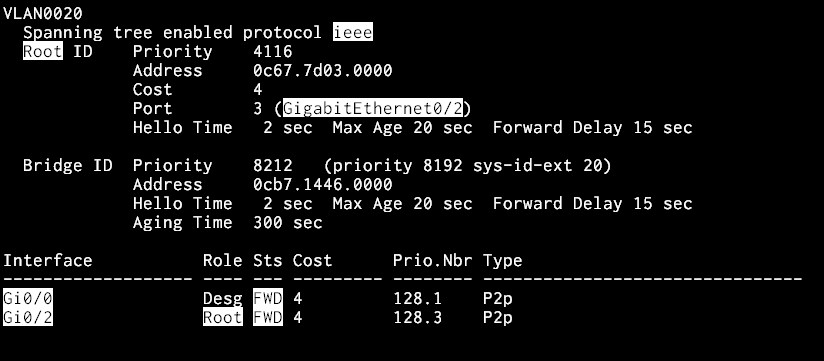 VLAN0020
  Spanning tree enabled protocol ieee
  Root ID    Priority    4116
             Address     0c67.7d03.0000
             Cost        4
             Port        3 (GigabitEthernet0/2)
             Hello Time   2 sec  Max Age 20 sec  Forward Delay 15 sec
  Bridge ID  Priority    8212   (priority 8192 sys-id-ext 20)
             Address     0cb7.1446.0000
             Hello Time   2 sec  Max Age 20 sec  Forward Delay 15 sec
             Aging Time  300 sec
Interface           Role Sts Cost      Prio.Nbr Type
------------------- ---- --- --------- -------- --------------------------------
Gi0/0               Desg FWD 4         128.1    P2p
Gi0/2               Root FWD 4         128.3    P2p